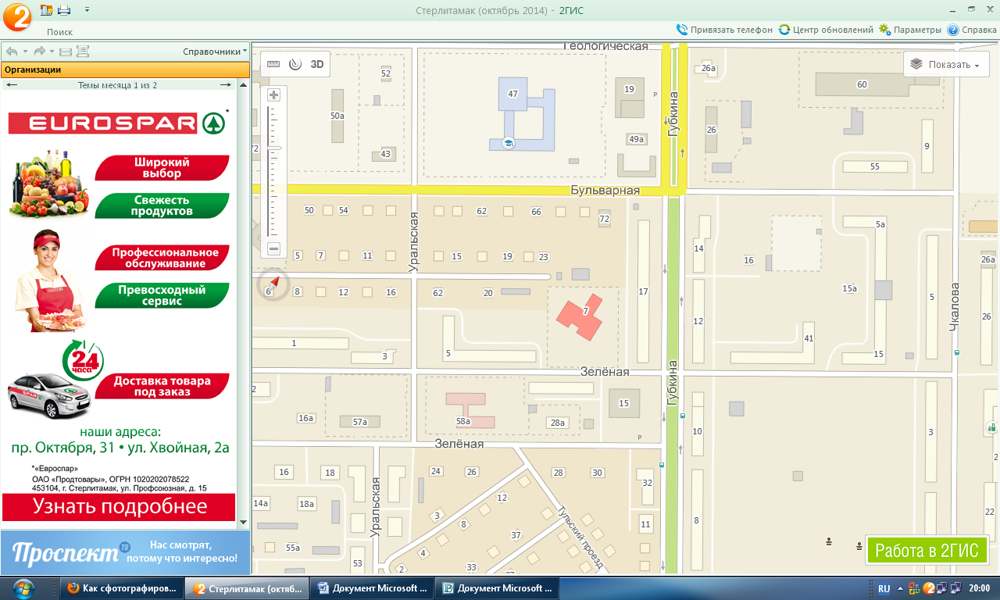 Стерлитамак (октябрь 2014) - 2ГИС
Поиск
Привязать телефон
Центр обновлений
Параметры
Справка
Справочники
Организации
Темы месяца 1 из 2
EUROSPAR *
Широкий
выбор
Свежесть
продуктов
Профессиональное
обслуживание
Превосходный
сервис
24
часа
SPAR
Доставка товара
под заказ
наши адреса:
пр. Октября, 31 • ул. Хвойная, 2а
*«Евроспар»
ОАО «Продтовары», ОГРН 1020202078522
453104, г. Стерлитамак, ул. Профсоюзная, д. 15
Узнать подробнее
Проспект ТВ
Нас смотрят,
потому что интересно!
3D
Показать
Геологическая
52
47
19
P
26а
60
50а
Губкина
26
72
43
49а
9
55
Бульварная
50 54 62 66
72
5а
Уральская
5 7 11 15 19 23
14
16
26а
6 8 12 16 62 20
17
15а
5
Чкалова
7
12
26
1
3
5
41
15
Зелёная
Губкина
2
16а
57а
58а
28а
15
P
10
3
Зелёная
16 18 24 26 28 30
32
2
14а
18а
Уральская
12
3
8
Тульский проезд
11
8
22
37
55а
4
53
2
33
Работа в 2ГИС
Как сфотографиров...
Стерлитамак (октяб...
Документ Microsoft ...
Документ Microsoft ...
RU
20:00